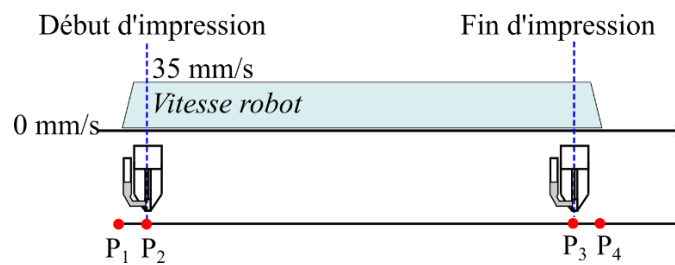 Début d'impression
Fin d'impression
35 mm/s
Vitesse robot
0 mm/s
P1
P2
P3
P4